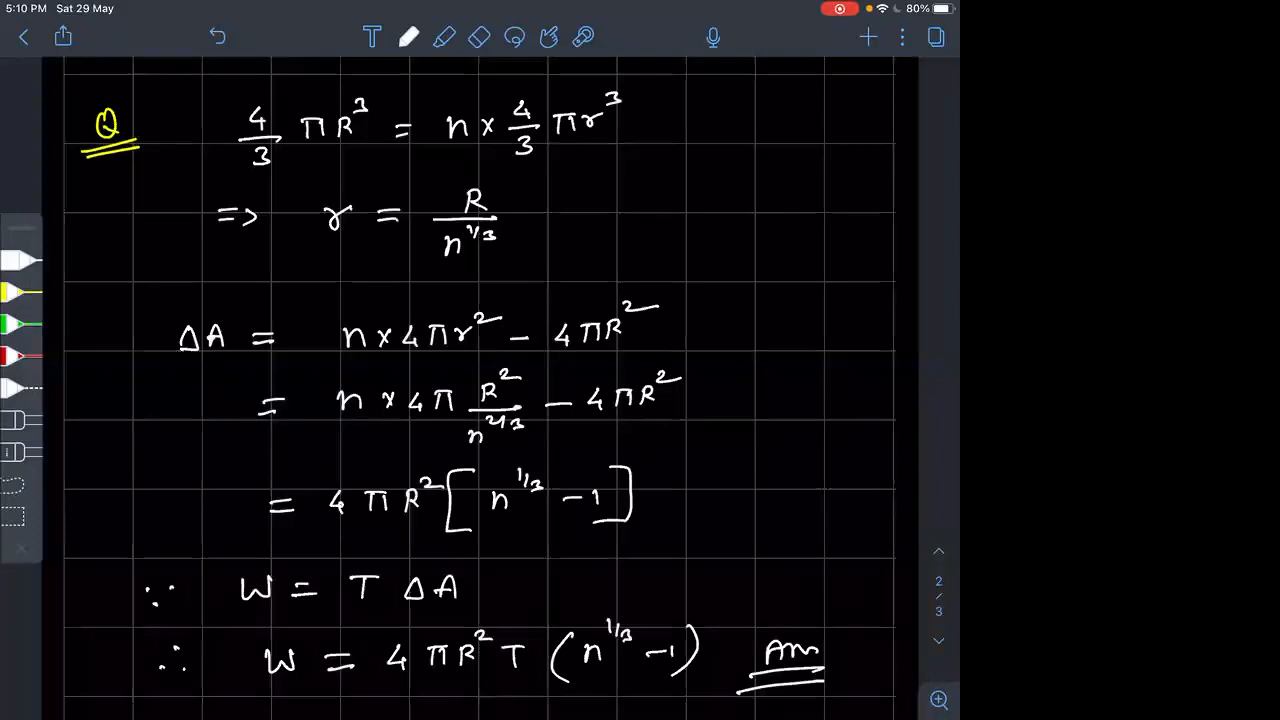 5:10 PM Sat 29 May
80%
T
Q
4/3 πR³ = n × 4/3 πr³
=> r = R/n^1/3
ΔA = n × 4πr² − 4πR²
= n × 4π R²/n^2/3 − 4πR²
= 4πR² [n^1/3 − 1]
∵ W = T ΔA
∴ W = 4πR² T (n^1/3 − 1) Ans
2
/
3